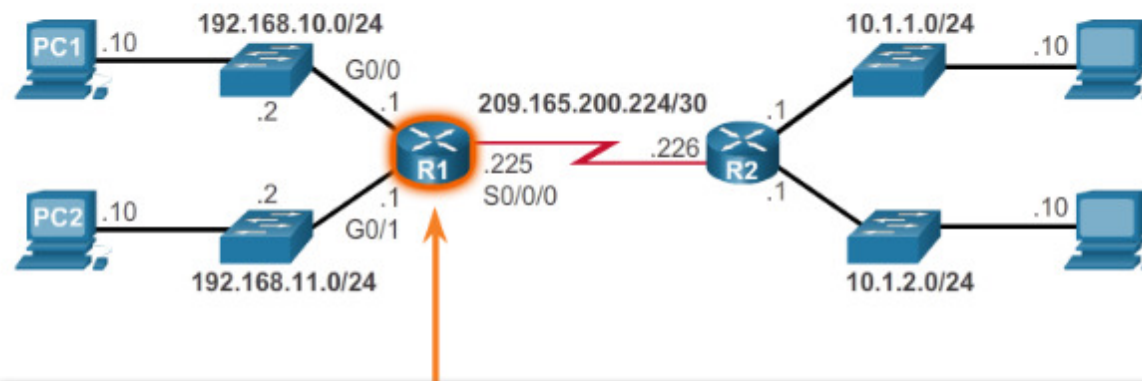 192.168.10.0/24
10.1.1.0/24
PC1
.10
G0/0
.10
.2
.1
209.165.200.224/30
.1
R1
.225
S0/0/0
.226
R2
PC2
.10
.2
.1
G0/1
.1
.10
192.168.11.0/24
10.1.2.0/24